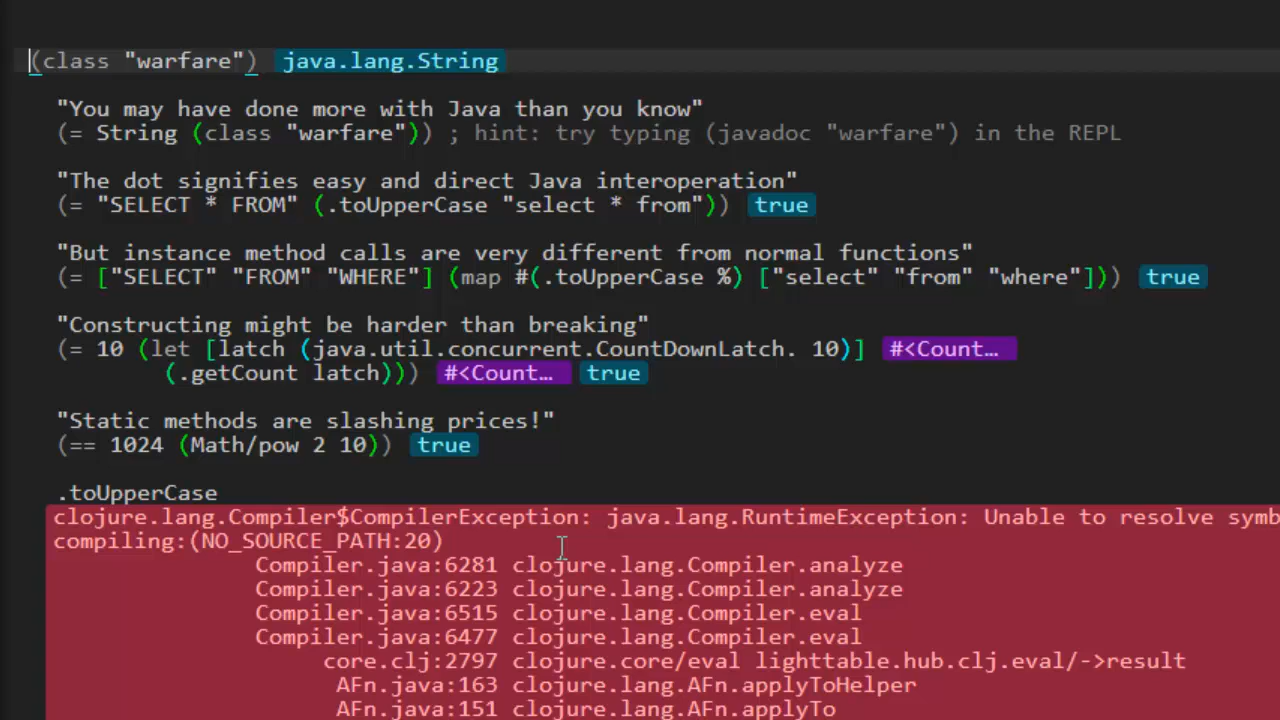 (class "warfare") java.lang.String
"You may have done more with Java than you know"
(= String (class "warfare")) ; hint: try typing (javadoc "warfare") in the REPL
"The dot signifies easy and direct Java interoperation"
(= "SELECT * FROM" (.toUpperCase "select * from")) true
"But instance method calls are very different from normal functions"
(= ["SELECT" "FROM" "WHERE"] (map #(.toUpperCase %) ["select" "from" "where"])) true
"Constructing might be harder than breaking"
(= 10 (let [latch (java.util.concurrent.CountDownLatch. 10)] #<Count…
(.getCount latch))) #<Count… true
"Static methods are slashing prices!"
(== 1024 (Math/pow 2 10)) true
.toUpperCase
clojure.lang.Compiler$CompilerException: java.lang.RuntimeException: Unable to resolve symb
compiling:(NO_SOURCE_PATH:20)
Compiler.java:6281 clojure.lang.Compiler.analyze
Compiler.java:6223 clojure.lang.Compiler.analyze
Compiler.java:6515 clojure.lang.Compiler.eval
Compiler.java:6477 clojure.lang.Compiler.eval
core.clj:2797 clojure.core/eval lighttable.hub.clj.eval/->result
AFn.java:163 clojure.lang.AFn.applyToHelper
AFn.java:151 clojure.lang.AFn.applyTo